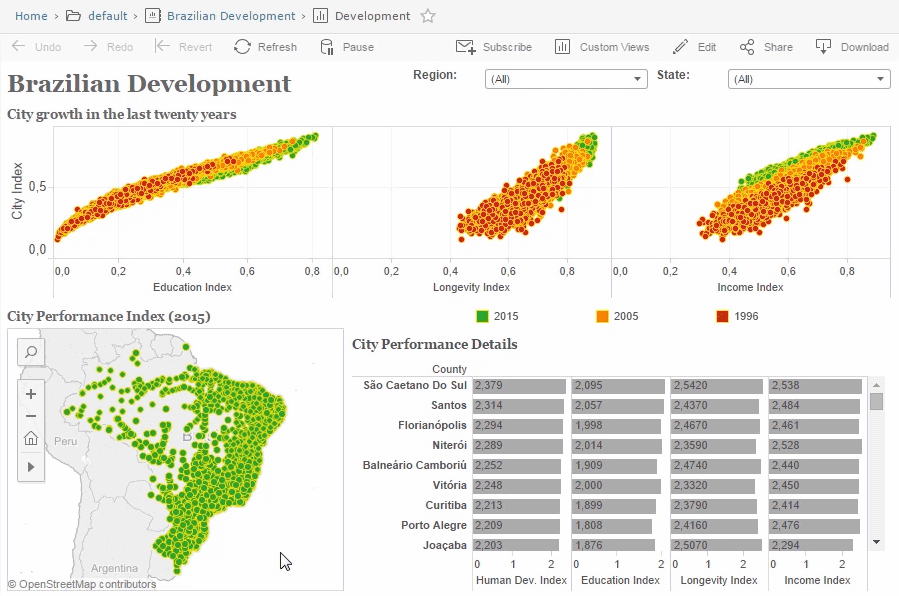 Home › default › Brazilian Development › Development
Undo Redo Revert Refresh Pause Subscribe Custom Views Edit Share Download
Brazilian Development
Region: (All) State: (All)
City growth in the last twenty years
City Index
0,5
0,0
0,0 0,2 0,4 0,6 0,8 0,0 0,2 0,4 0,6 0,8 0,0 0,2 0,4 0,6 0,8
Education Index Longevity Index Income Index
City Performance Index (2015)
2015 2005 1996
Peru
B
Argentina
© OpenStreetMap contributors
City Performance Details
County
São Caetano Do Sul 2,379 2,095 2,5420 2,538
Santos 2,314 2,057 2,4370 2,484
Florianópolis 2,294 1,998 2,4670 2,461
Niterói 2,289 2,014 2,3590 2,528
Balneário Camboriú 2,252 1,909 2,4740 2,440
Vitória 2,248 2,000 2,3320 2,450
Curitiba 2,213 1,899 2,3790 2,414
Porto Alegre 2,209 1,808 2,4160 2,476
Joaçaba 2,203 1,876 2,5070 2,294
0 1 2 0 1 2 0 1 2 0 1 2
Human Dev. Index Education Index Longevity Index Income Index